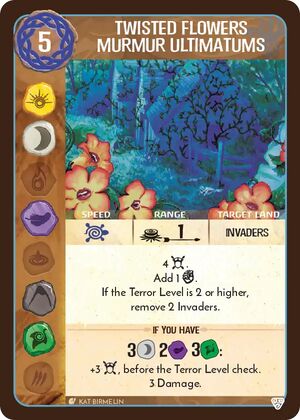 5
TWISTED FLOWERS
MURMUR ULTIMATUMS
SPEED RANGE TARGET LAND
1 INVADERS
4
Add 1 .
If the Terror Level is 2 or higher,
remove 2 Invaders.
IF YOU HAVE
3 2 3 :
+3 , before the Terror Level check.
3 Damage.
KAT BIRMELIN